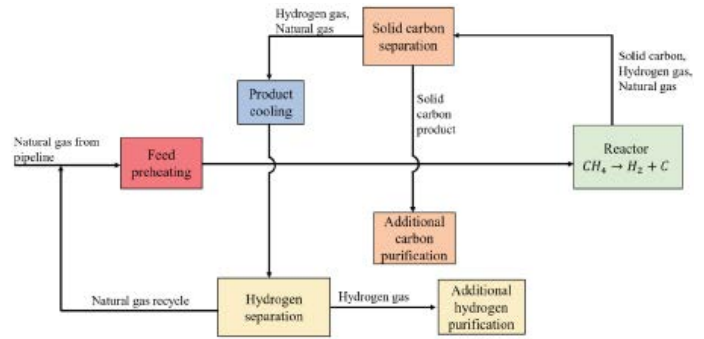 Hydrogen gas,
Natural gas
Solid carbon
separation
Solid carbon,
Hydrogen gas,
Natural gas
Product
cooling
Solid
carbon
product
Natural gas from
pipeline
Feed
preheating
Reactor
CH₄ → H₂ + C
Additional
carbon
purification
Natural gas recycle
Hydrogen
separation
Hydrogen gas
Additional
hydrogen
purification